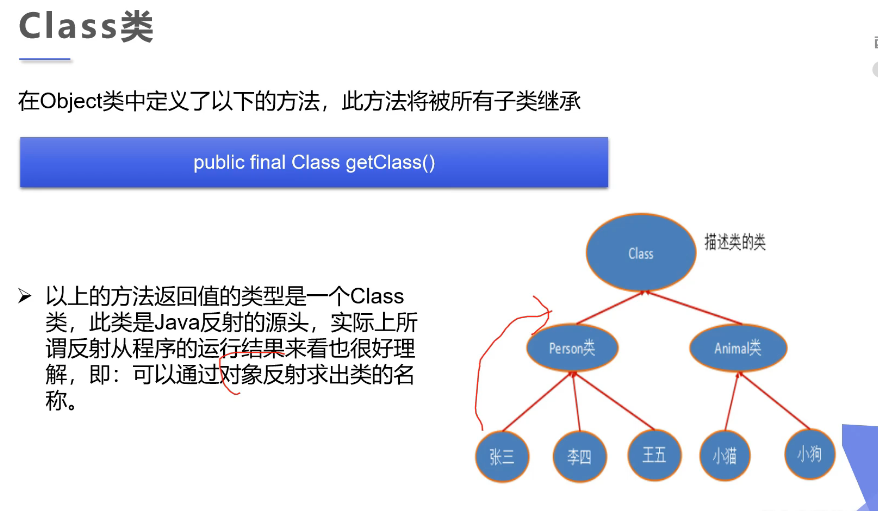 Class类
在Object类中定义了以下的方法，此方法将被所有子类继承
public final Class getClass()
Class
描述类的类
以上的方法返回值的类型是一个Class
类，此类是Java反射的源头，实际上所
谓反射从程序的运行结果来看也很好理
解，即：可以通过对象反射求出类的名
称。
Person类
Animal类
张三
李四
王五
小猫
小狗